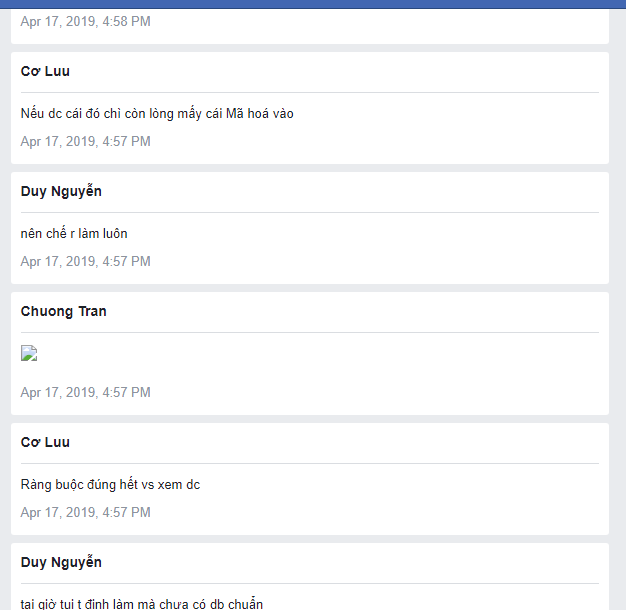 Apr 17, 2019, 4:58 PM
Cơ Luu
Nếu dc cái đó chì còn lòng mấy cái Mã hoá vào
Apr 17, 2019, 4:57 PM
Duy Nguyễn
nên chế r làm luôn
Apr 17, 2019, 4:57 PM
Chuong Tran
Apr 17, 2019, 4:57 PM
Cơ Luu
Ràng buộc đúng hết vs xem dc
Apr 17, 2019, 4:57 PM
Duy Nguyễn
tại giờ tui t định làm mà chưa có db chuẩn